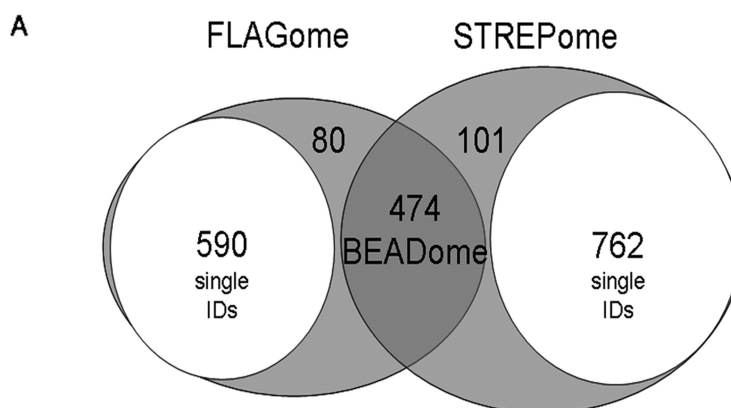 A
FLAGome
STREPome
80
101
474
BEADome
590
single
IDs
762
single
IDs